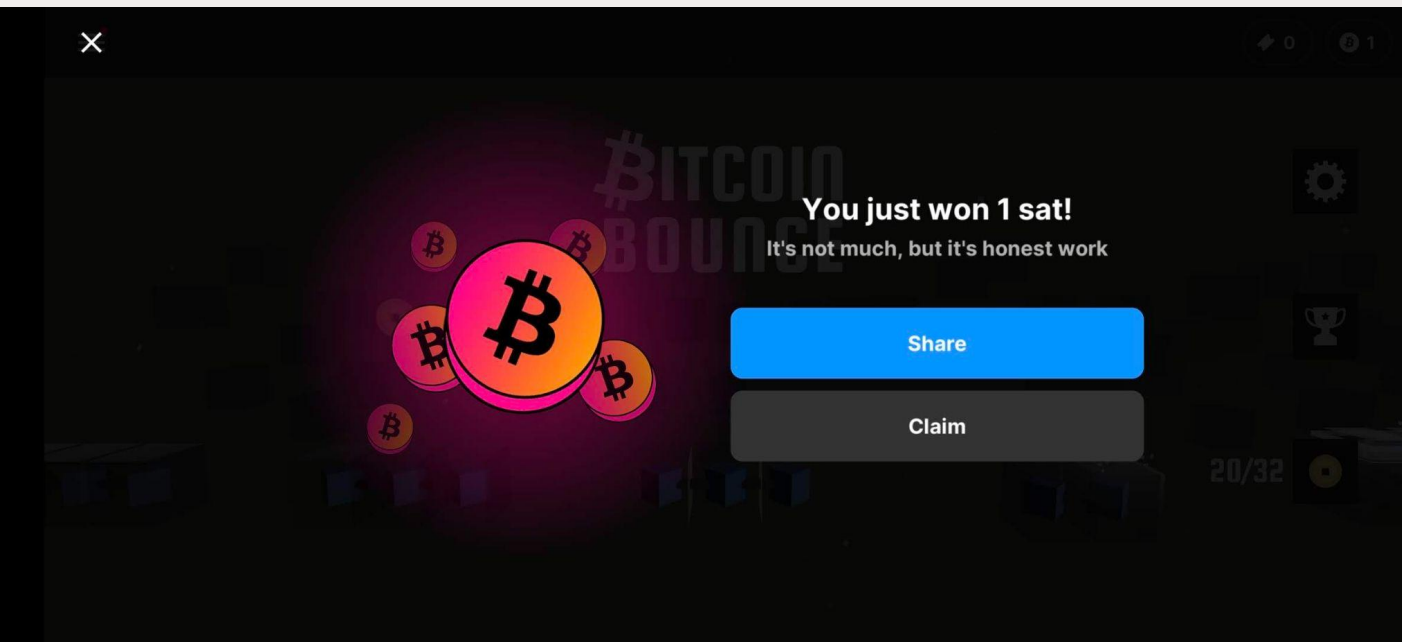 0 1
BITCOIN
BOUNCE
You just won 1 sat!
It's not much, but it's honest work
Share
Claim
20/32